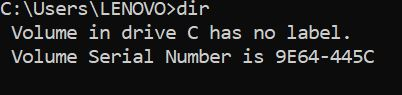 C:\Users\LENOVO>dir
Volume in drive C has no label.
Volume Serial Number is 9E64-445C